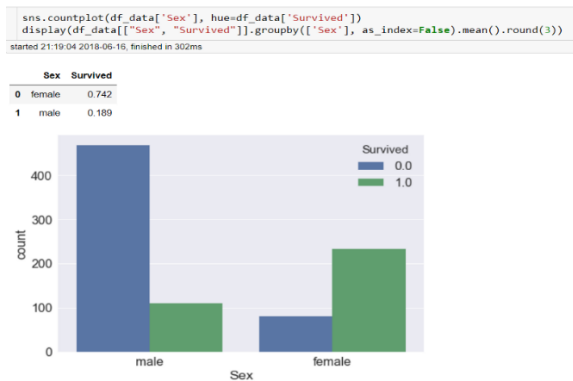 sns.countplot(df_data['Sex'], hue=df_data['Survived'])
display(df_data[["Sex", "Survived"]].groupby(['Sex'], as_index=False).mean().round(3))
started 21:19:04 2018-06-16, finished in 302ms
Sex Survived
0 female 0.742
1 male 0.189
Survived
0.0
1.0
400
300
200
100
0
count
male female
Sex